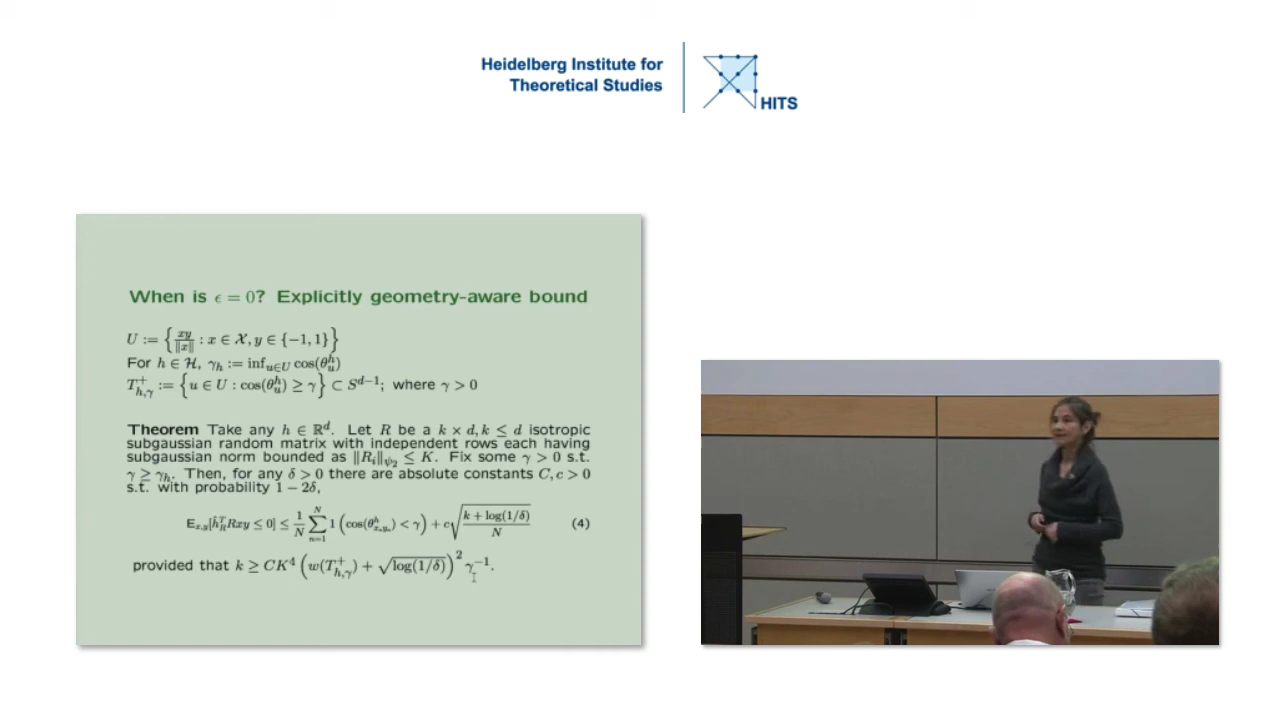 Heidelberg Institute for
Theoretical Studies
HITS
When is ϵ = 0? Explicitly geometry-aware bound
U := { xy/‖x‖ : x ∈ 𝒳, y ∈ {−1, 1} }
For h ∈ ℋ, γ_h := inf_{u∈U} cos(θ_u^h)
T_{h,γ}^+ := { u ∈ U : cos(θ_u^h) ≥ γ } ⊂ S^{d−1}; where γ > 0
Theorem Take any h ∈ ℝ^d. Let R be a k × d, k ≤ d isotropic
subgaussian random matrix with independent rows each having
subgaussian norm bounded as ‖R_i‖_{ψ_2} ≤ K. Fix some γ > 0 s.t.
γ ≥ γ_h. Then, for any δ > 0 there are absolute constants C, c > 0
s.t. with probability 1 − 2δ,
E_{x,y}[ĥ_R^T Rxy ≤ 0] ≤ 1/N ∑_{n=1}^N 1 (cos(θ_{x_n y_n}^h) < γ) + c√((k + log(1/δ))/N) (4)
provided that k ≥ CK^4 (w(T_{h,γ}^+) + √log(1/δ))^2 γ^{−1}.